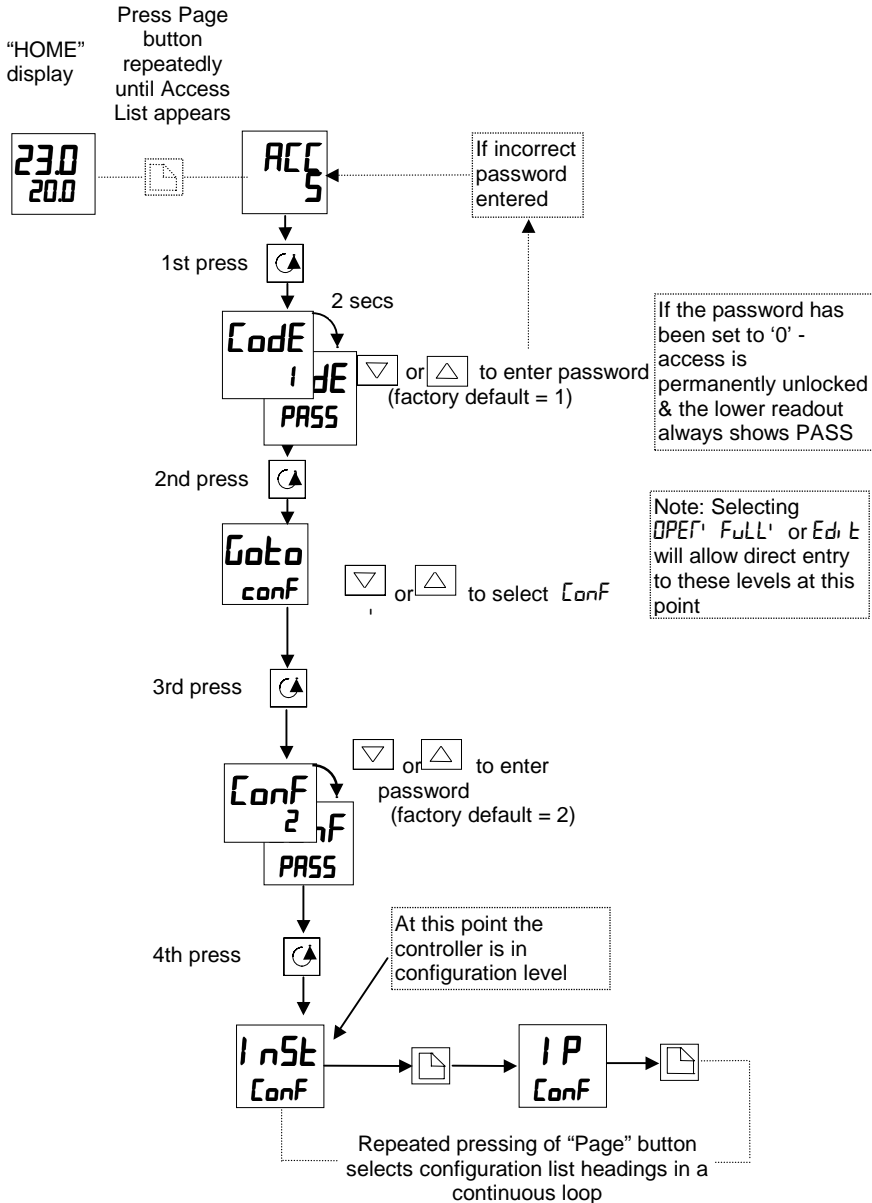 Press Page
button
repeatedly
until Access
List appears
“HOME”
display
23.0
20.0
ACC
S
If incorrect
password
entered
1st press
2 secs
CodE
1
dE
PASS
or to enter password
(factory default = 1)
If the password has
been set to ‘0’ -
access is
permanently unlocked
& the lower readout
always shows PASS
2nd press
Goto
conF
or to select ConF
Note: Selecting
OPEr' FuLL' or Edit
will allow direct entry
to these levels at this
point
3rd press
ConF
2
nF
PASS
or to enter
password
(factory default = 2)
4th press
At this point the
controller is in
configuration level
InSt
ConF
IP
ConF
Repeated pressing of “Page” button
selects configuration list headings in a
continuous loop